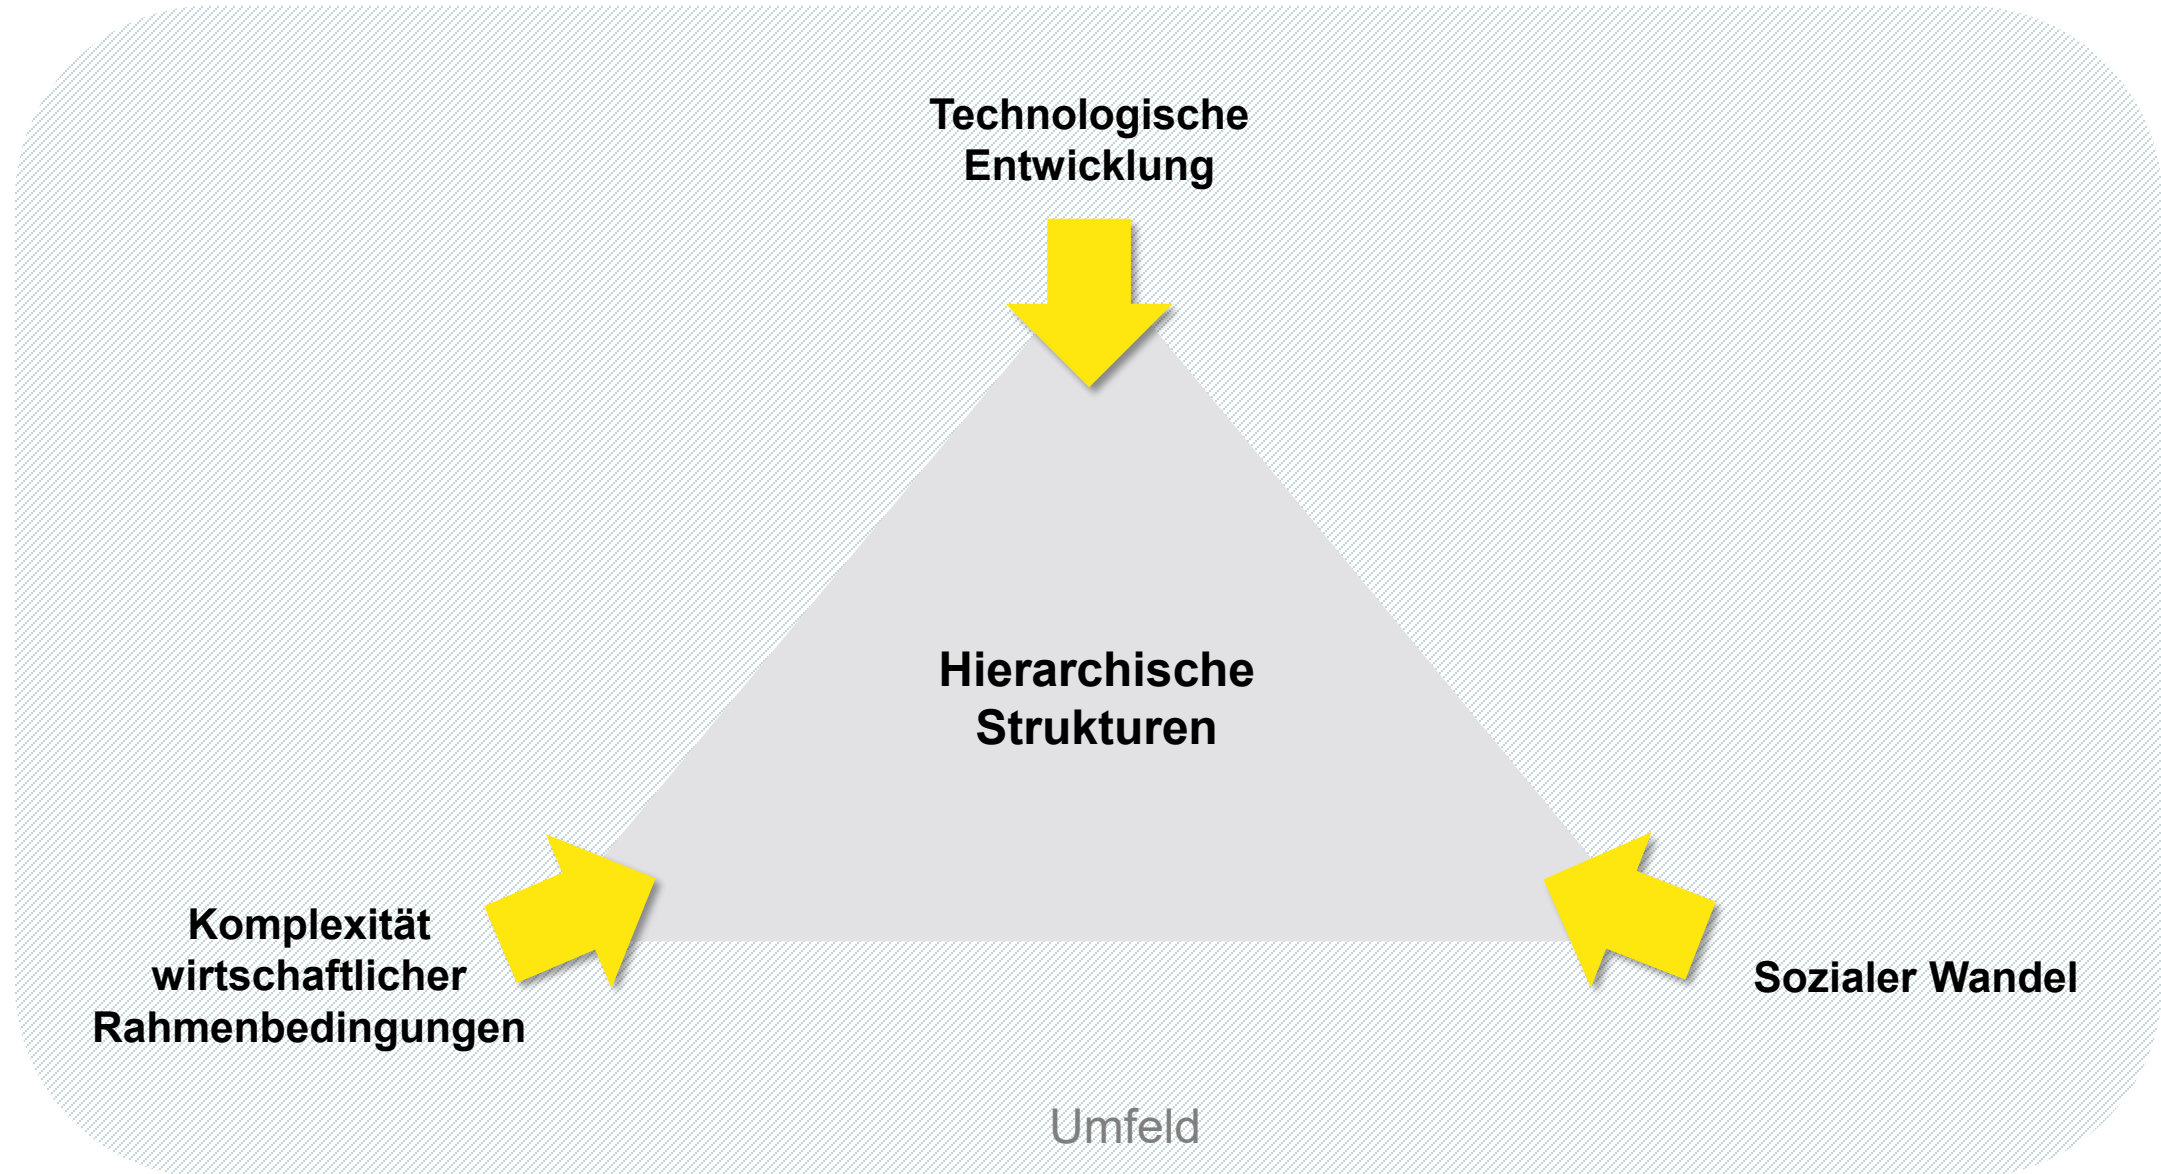 Technologische
Entwicklung
Hierarchische
Strukturen
Komplexität
wirtschaftlicher
Rahmenbedingungen
Sozialer Wandel
Umfeld